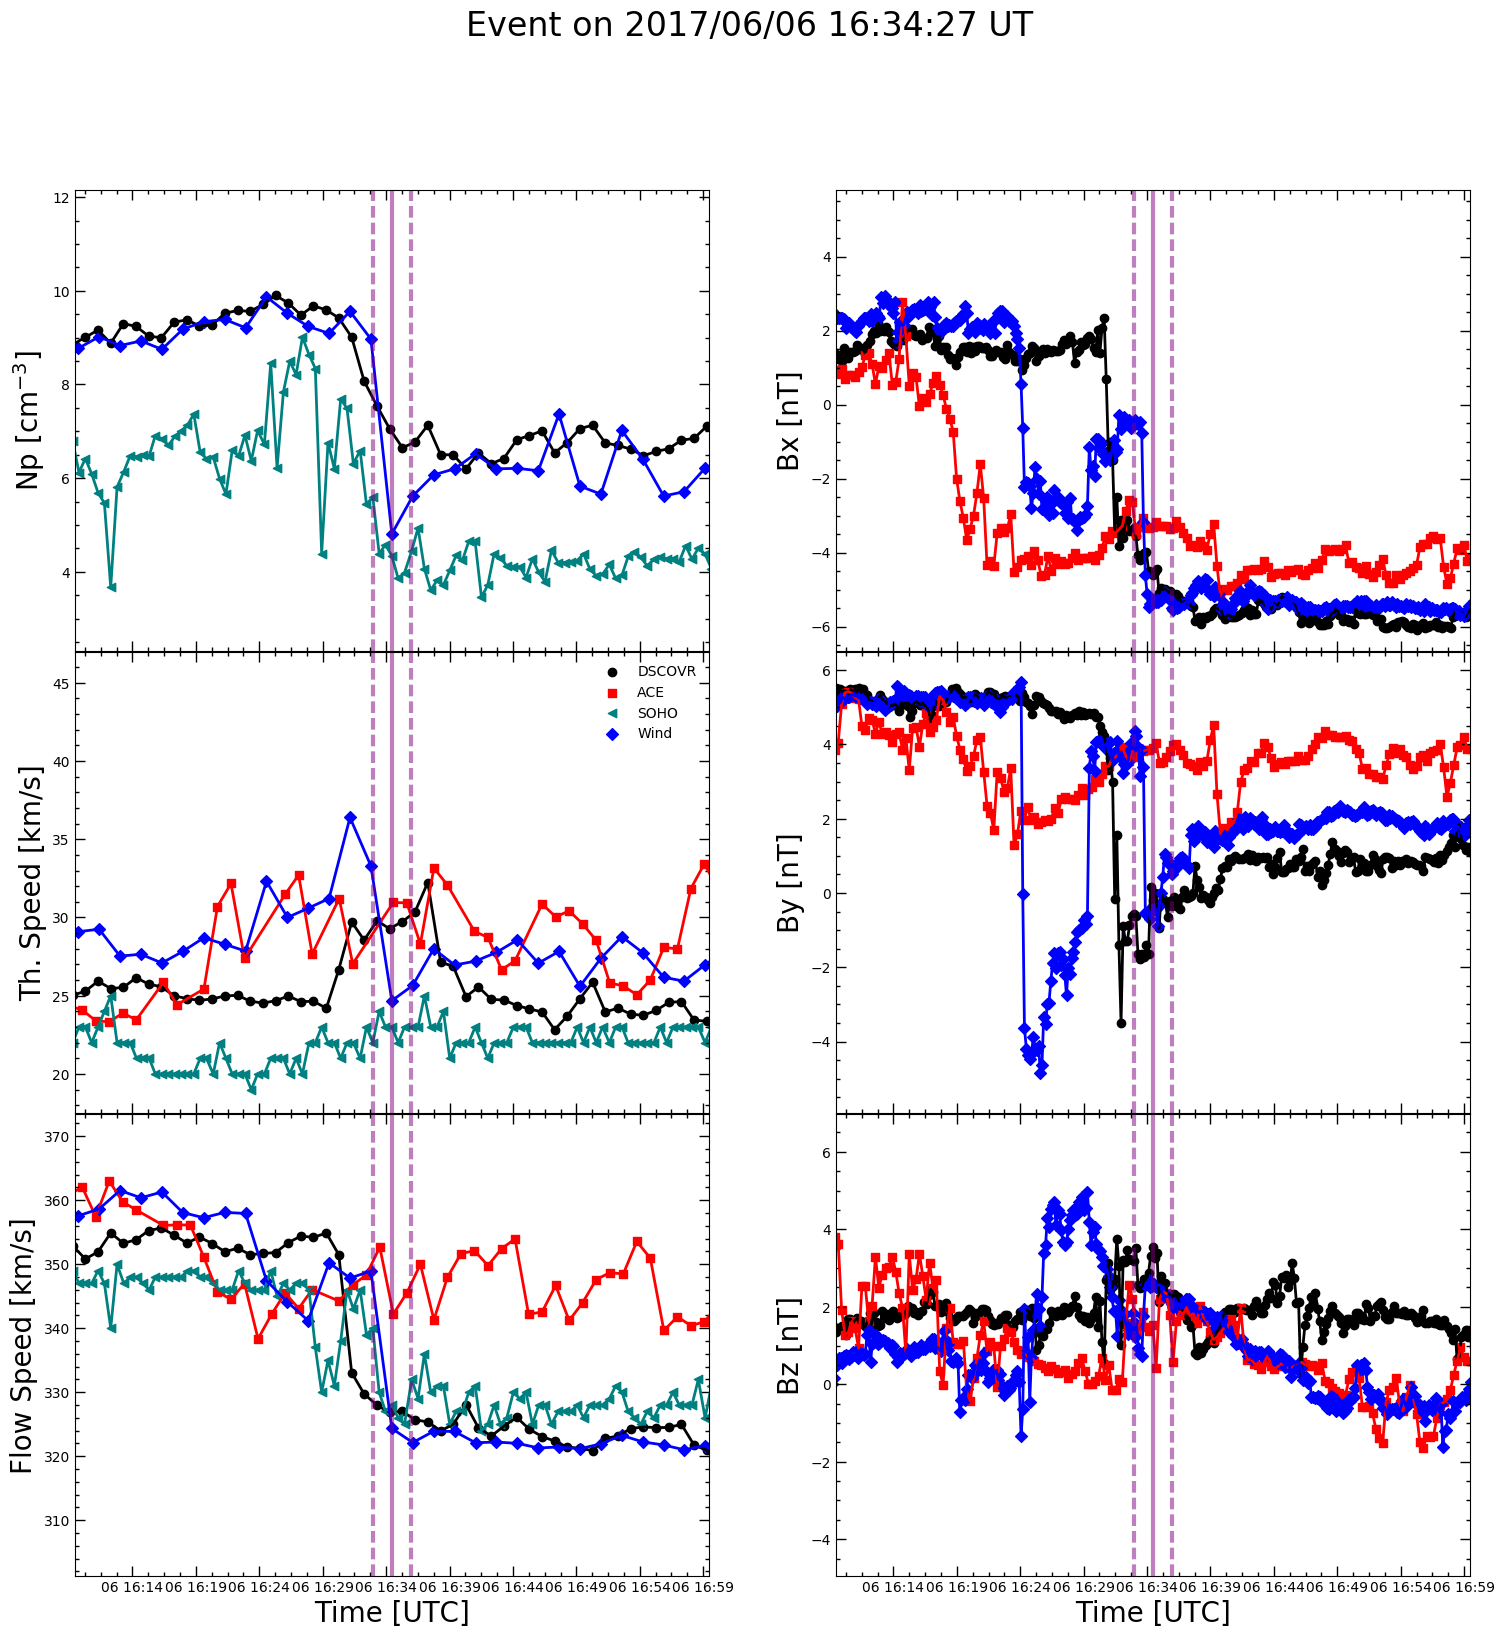 Event on 2017/06/06 16:34:27 UT
12
10
8
6
4
Np [cm⁻³]
4
2
0
−2
−4
−6
Bx [nT]
DSCOVR
ACE
SOHO
Wind
45
40
35
30
25
20
Th. Speed [km/s]
6
4
2
0
−2
−4
By [nT]
370
360
350
340
330
320
310
Flow Speed [km/s]
6
4
2
0
−2
−4
Bz [nT]
06 16:14 06 16:19 06 16:24 06 16:29 06 16:34 06 16:39 06 16:44 06 16:49 06 16:54 06 16:59
Time [UTC]
06 16:14 06 16:19 06 16:24 06 16:29 06 16:34 06 16:39 06 16:44 06 16:49 06 16:54 06 16:59
Time [UTC]